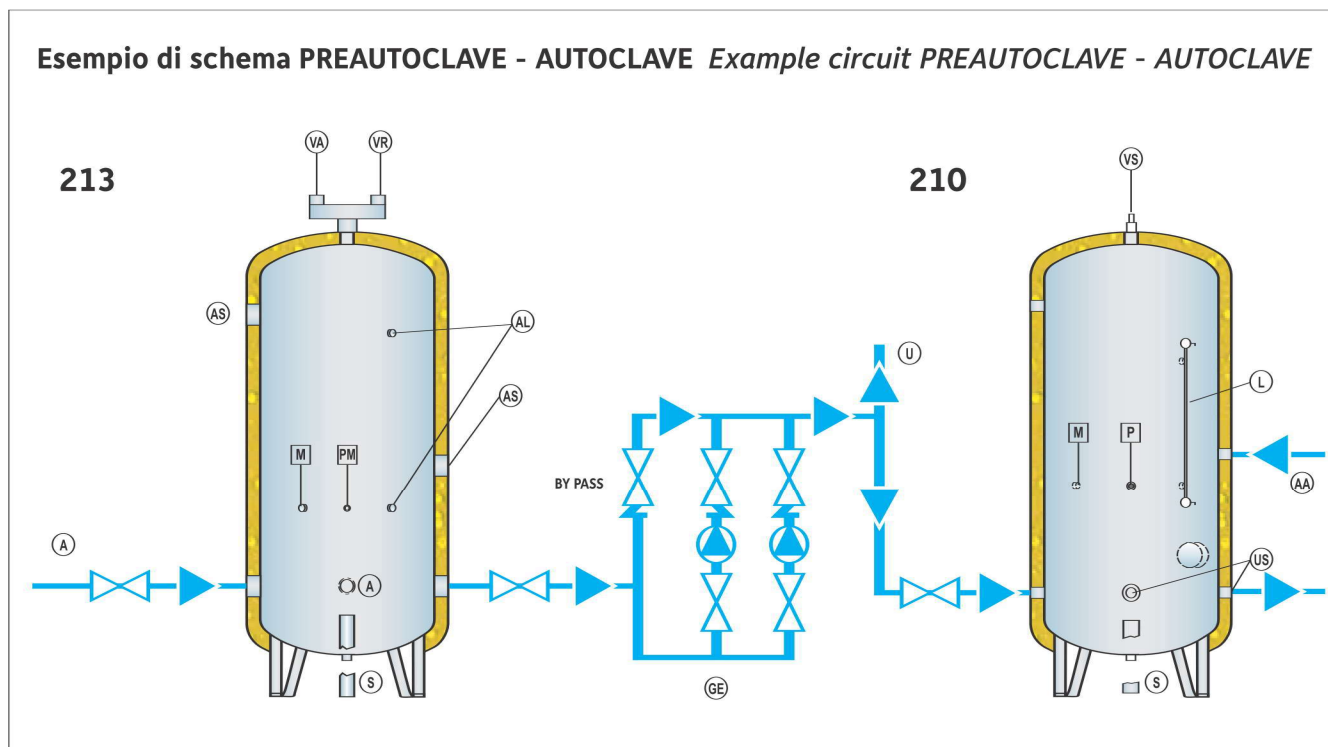 Esempio di schema PREAUTOCLAVE - AUTOCLAVE Example circuit PREAUTOCLAVE - AUTOCLAVE
213
VA
VR
AS
AL
AS
M
PM
A
A
S
BY PASS
GE
U
210
VS
L
M
P
AA
US
S